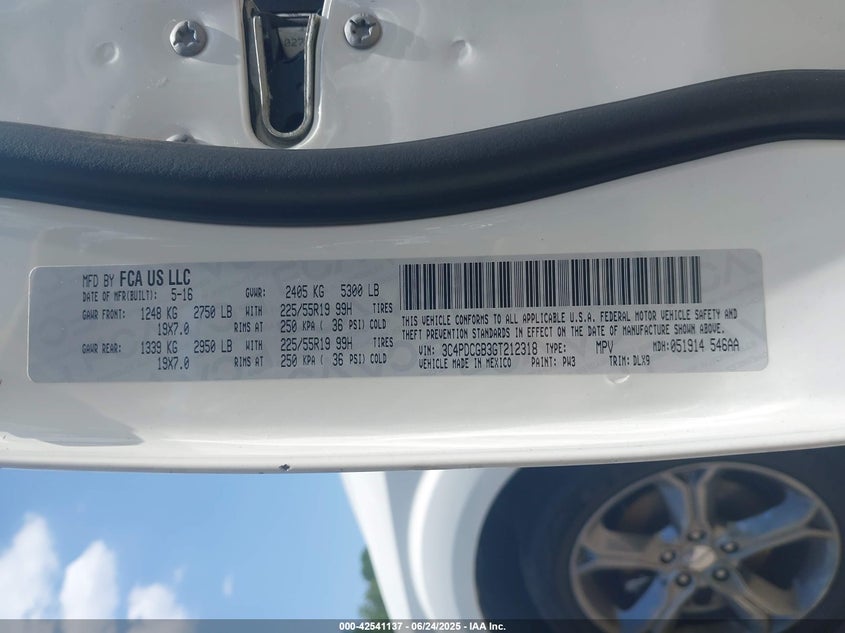 MFD BY FCA US LLC
DATE OF MFR(BUILT): 5-16 GVWR: 2405 KG 5300 LB
GAWR FRONT: 1248 KG 2750 LB WITH 225/55R19 99H TIRES
19X7.0 RIMS AT 250 KPA ( 36 PSI) COLD
GAWR REAR: 1339 KG 2950 LB WITH 225/55R19 99H TIRES
19X7.0 RIMS AT 250 KPA ( 36 PSI) COLD
THIS VEHICLE CONFORMS TO ALL APPLICABLE U.S.A. FEDERAL MOTOR VEHICLE SAFETY
AND THEFT PREVENTION STANDARDS IN EFFECT ON THE DATE OF MANUFACTURE SHOWN ABOVE.
VIN: 3C4PDCGB3GT212318 TYPE: MPV MDH: 051914 546AA
VEHICLE MADE IN MEXICO PAINT: PW3 TRIM: DLX9
000-42541137 - 06/24/2025 - IAA Inc.